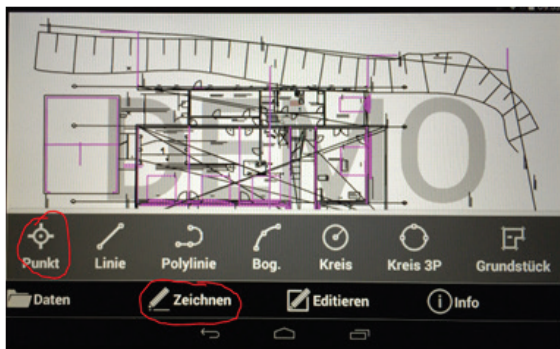 DEMO
Punkt Linie Polylinie Bog. Kreis Kreis 3P Grundstück
Daten Zeichnen Editieren Info